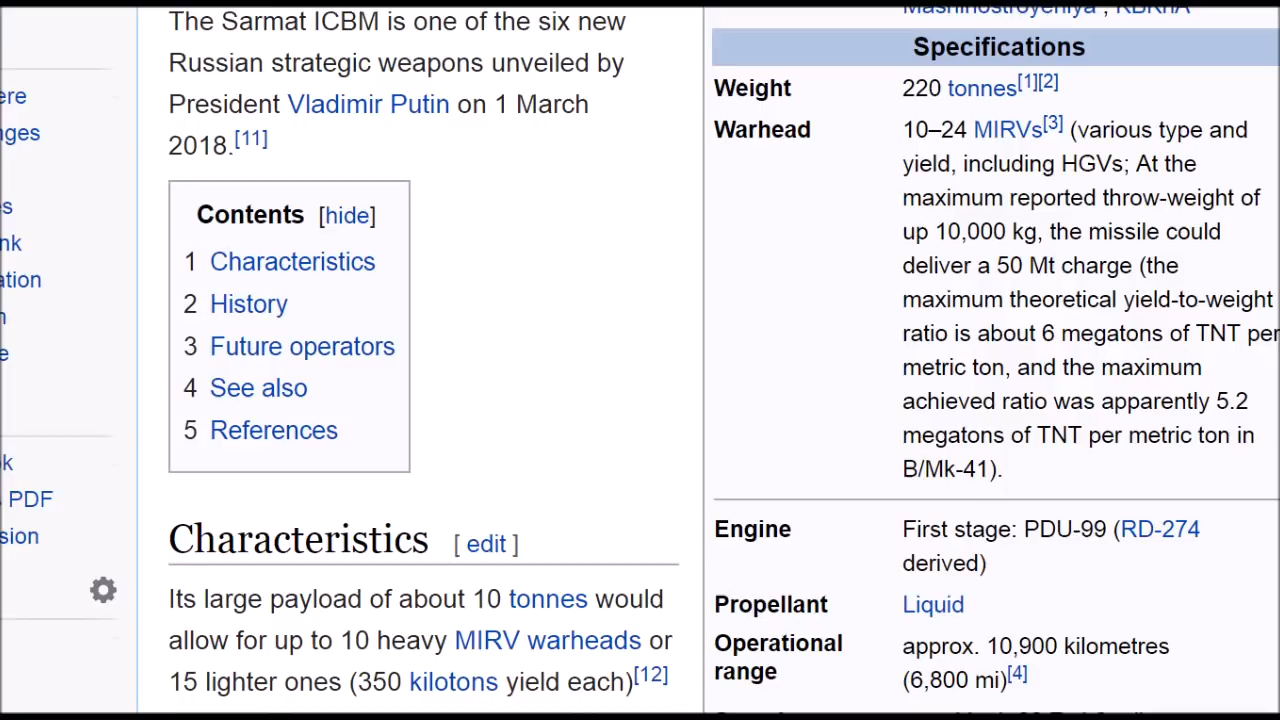 ere
nges
s
nk
ation
n
e
k
s PDF
sion
The Sarmat ICBM is one of the six new
Russian strategic weapons unveiled by
President Vladimir Putin on 1 March
2018.[11]
Contents [hide]
1 Characteristics
2 History
3 Future operators
4 See also
5 References
Characteristics [ edit ]
Its large payload of about 10 tonnes would
allow for up to 10 heavy MIRV warheads or
15 lighter ones (350 kilotons yield each)[12]
Mashinostroyeniya , KBKhA
Specifications
Weight 220 tonnes[1][2]
Warhead 10–24 MIRVs[3] (various type and
yield, including HGVs; At the
maximum reported throw-weight of
up 10,000 kg, the missile could
deliver a 50 Mt charge (the
maximum theoretical yield-to-weight
ratio is about 6 megatons of TNT per
metric ton, and the maximum
achieved ratio was apparently 5.2
megatons of TNT per metric ton in
B/Mk-41).
Engine First stage: PDU-99 (RD-274
derived)
Propellant Liquid
Operational range approx. 10,900 kilometres
(6,800 mi)[4]